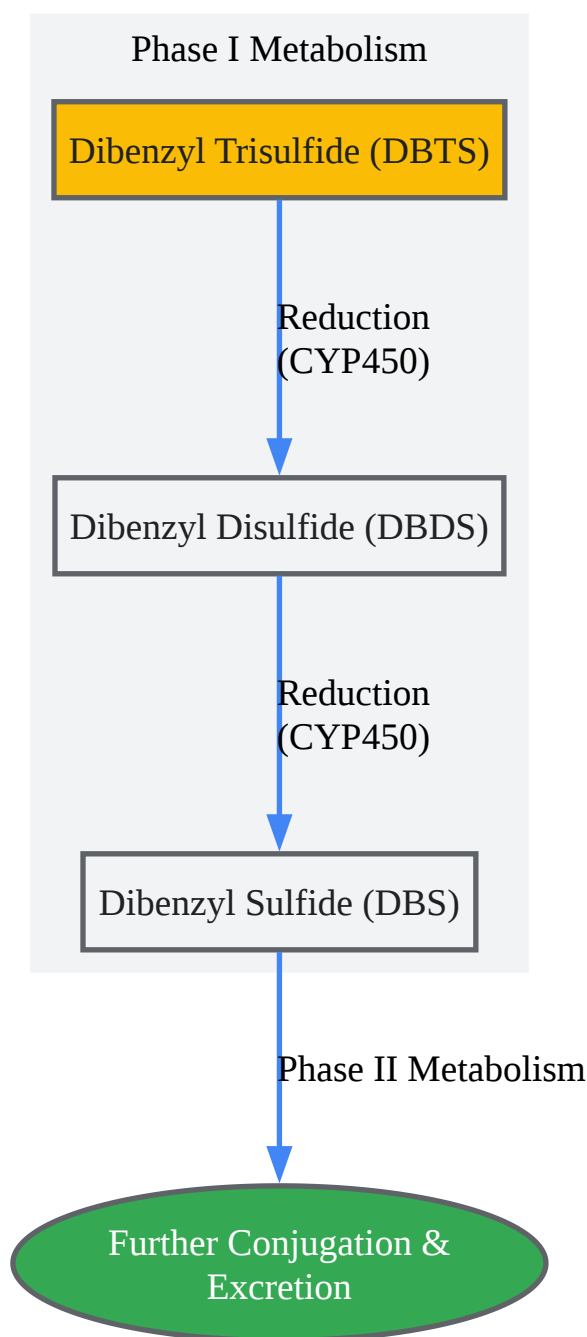 Phase I Metabolism
Dibenzyl Trisulfide (DBTS)
Reduction
(CYP450)
Dibenzyl Disulfide (DBDS)
Reduction
(CYP450)
Dibenzyl Sulfide (DBS)
Phase II Metabolism
Further Conjugation &
Excretion